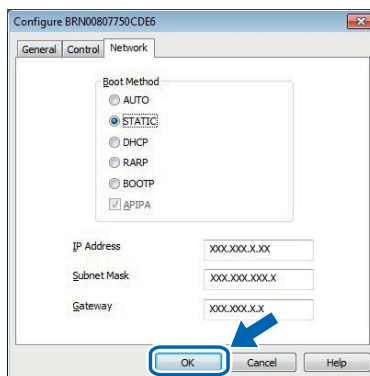 Configure BRN00807750CDE6
General Control Network
Boot Method
AUTO
STATIC
DHCP
RARP
BOOTP
APIPA
IP Address XXX.XXX.X.XX
Subnet Mask XXX.XXX.XXX.X
Gateway XXX.XXX.X.X
OK Cancel Help